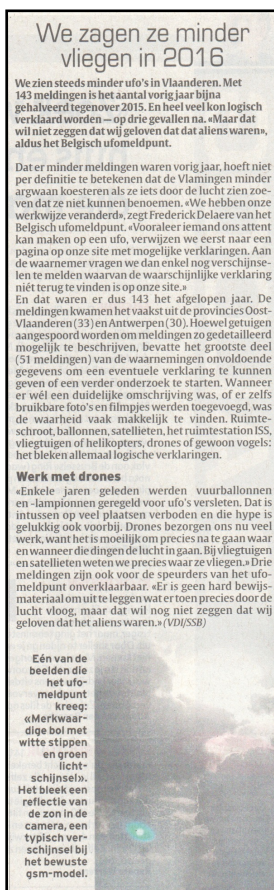 We zagen ze minder
vliegen in 2016
We zien steeds minder ufo's in Vlaanderen. Met
143 meldingen is het aantal vorig jaar bijna
gehalveerd tegenover 2015. En heel veel kon logisch
verklaard worden — op drie gevallen na. «Maar dat
wil niet zeggen dat wij geloven dat dat aliens waren»,
aldus het Belgisch ufomeldpunt.
Dat er minder meldingen waren vorig jaar, hoeft niet
per definitie te betekenen dat de Vlamingen minder
argwaan koesteren als ze iets door de lucht zien zoe-
ven dat ze niet kunnen benoemen. «We hebben onze
werkwijze veranderd», zegt Frederick Delaere van het
Belgisch ufomeldpunt. «Vooraleer iemand ons attent
kan maken op een ufo, verwijzen we eerst naar een
pagina op onze site met mogelijke verklaringen. Aan
de waarnemer vragen we dan enkel nog verschijnse-
len te melden waarvan de waarschijnlijke verklaring
niét terug te vinden is op onze site.»
En dat waren er dus 143 het afgelopen jaar. De
meldingen kwamen het vaakst uit de provincies Oost-
Vlaanderen (33) en Antwerpen (30). Hoewel getuigen
aangespoord worden om meldingen zo gedetailleerd
mogelijk te beschrijven, bevatte het grootste deel
(51 meldingen) van de waarnemingen onvoldoende
gegevens om een eventuele verklaring te kunnen
geven of een verder onderzoek te starten. Wanneer
er wél een duidelijke omschrijving was, of er zelfs
bruikbare foto's en filmpjes werden toegevoegd, was
de waarheid vaak makkelijk te vinden. Ruimte-
schroot, ballonnen, satellieten, het ruimtestation ISS,
vliegtuigen of helikopters, drones of gewoon vogels:
het bleken allemaal logische verklaringen.
Werk met drones
«Enkele jaren geleden werden vuurballonnen
en -lampionnen geregeld voor ufo's versleten. Dat is
intussen op veel plaatsen verboden en die hype is
gelukkig ook voorbij. Drones bezorgen ons nu veel
werk, want het is moeilijk om precies na te gaan waar
en wanneer die dingen de lucht in gaan. Bij vliegtuigen
en satellieten weten we precies waar ze vliegen.» Drie
meldingen zijn ook voor de speurders van het ufo-
meldpunt onverklaarbaar. «Er is geen hard bewijs-
materiaal om uit te leggen wat er toen precies door de
lucht vloog, maar dat wil nog niet zeggen dat wij
geloven dat het aliens waren.» (VDI/SSB)
Eén van de
beelden die
het ufo-
meldpunt
kreeg:
«Merkwaar-
dige bol met
witte stippen
en groen
licht-
schijnsel».
Het bleek een
reflectie van
de zon in de
camera, een
typisch ver-
schijnsel bij
het bewuste
gsm-model.